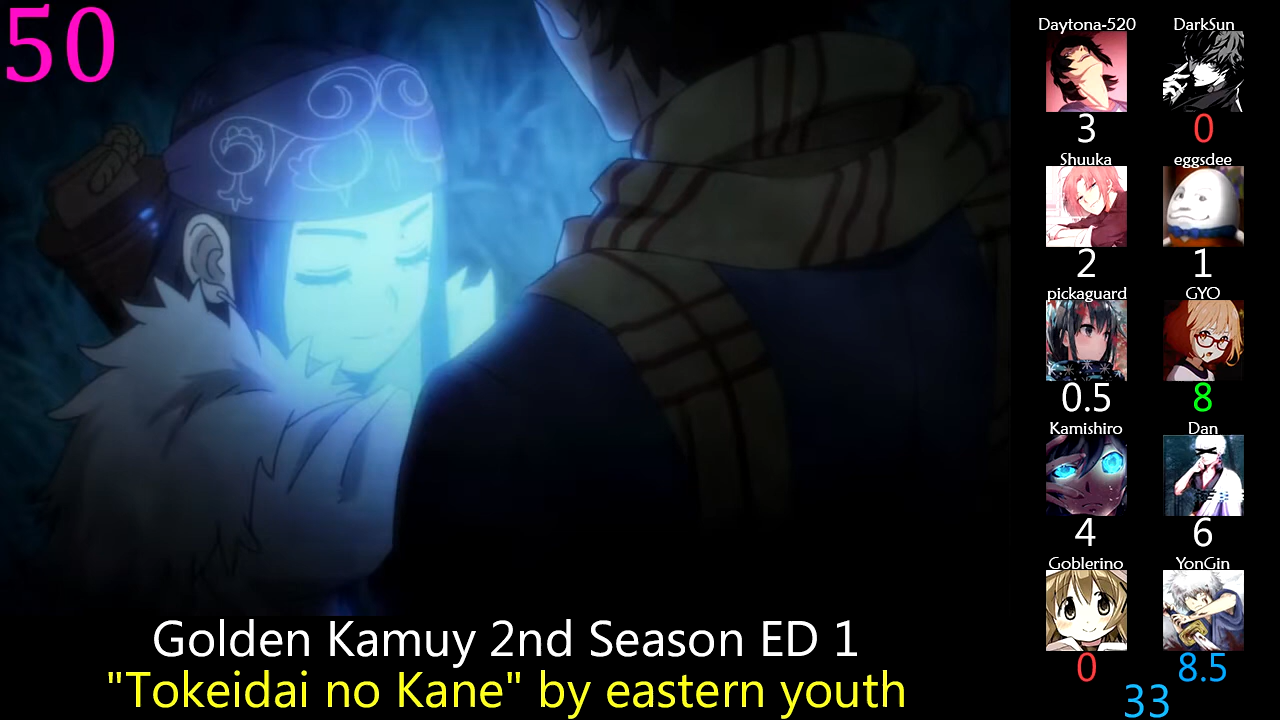 50
Daytona-520 DarkSun
3 0
Shuuka eggsdee
2 1
pickaguard GYO
0.5 8
Kamishiro Dan
4 6
Goblerino YonGin
0 8.5
33
Golden Kamuy 2nd Season ED 1
"Tokeidai no Kane" by eastern youth